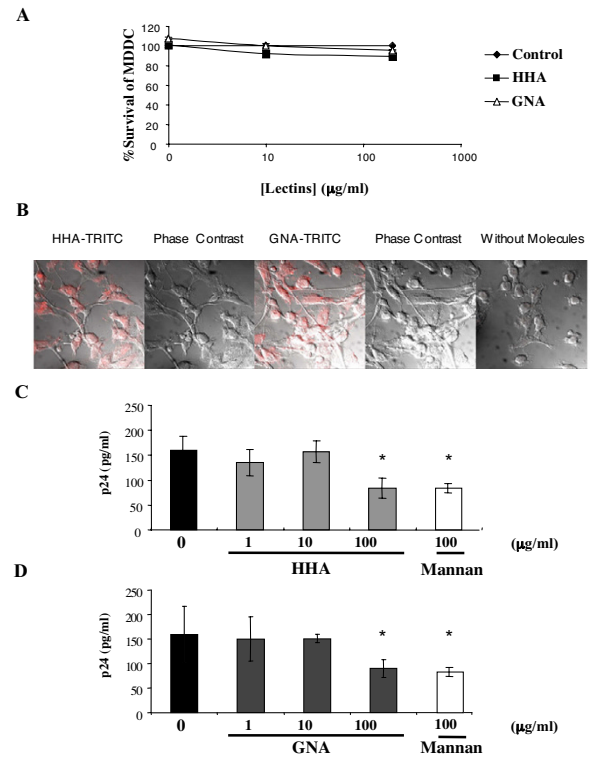 A
%Survival of MDDC
120
100
80
60
40
20
0
0 10 100 1000
[Lectins] (μg/ml)
Control
HHA
GNA
B
HHA-TRITC Phase Contrast GNA-TRITC Phase Contrast Without Molecules
C
p24 (pg/ml)
250
200
150
100
50
0
* *
0 1 10 100 100 (μg/ml)
HHA Mannan
D
p24 (pg/ml)
250
200
150
100
50
0
* *
0 1 10 100 100 (μg/ml)
GNA Mannan